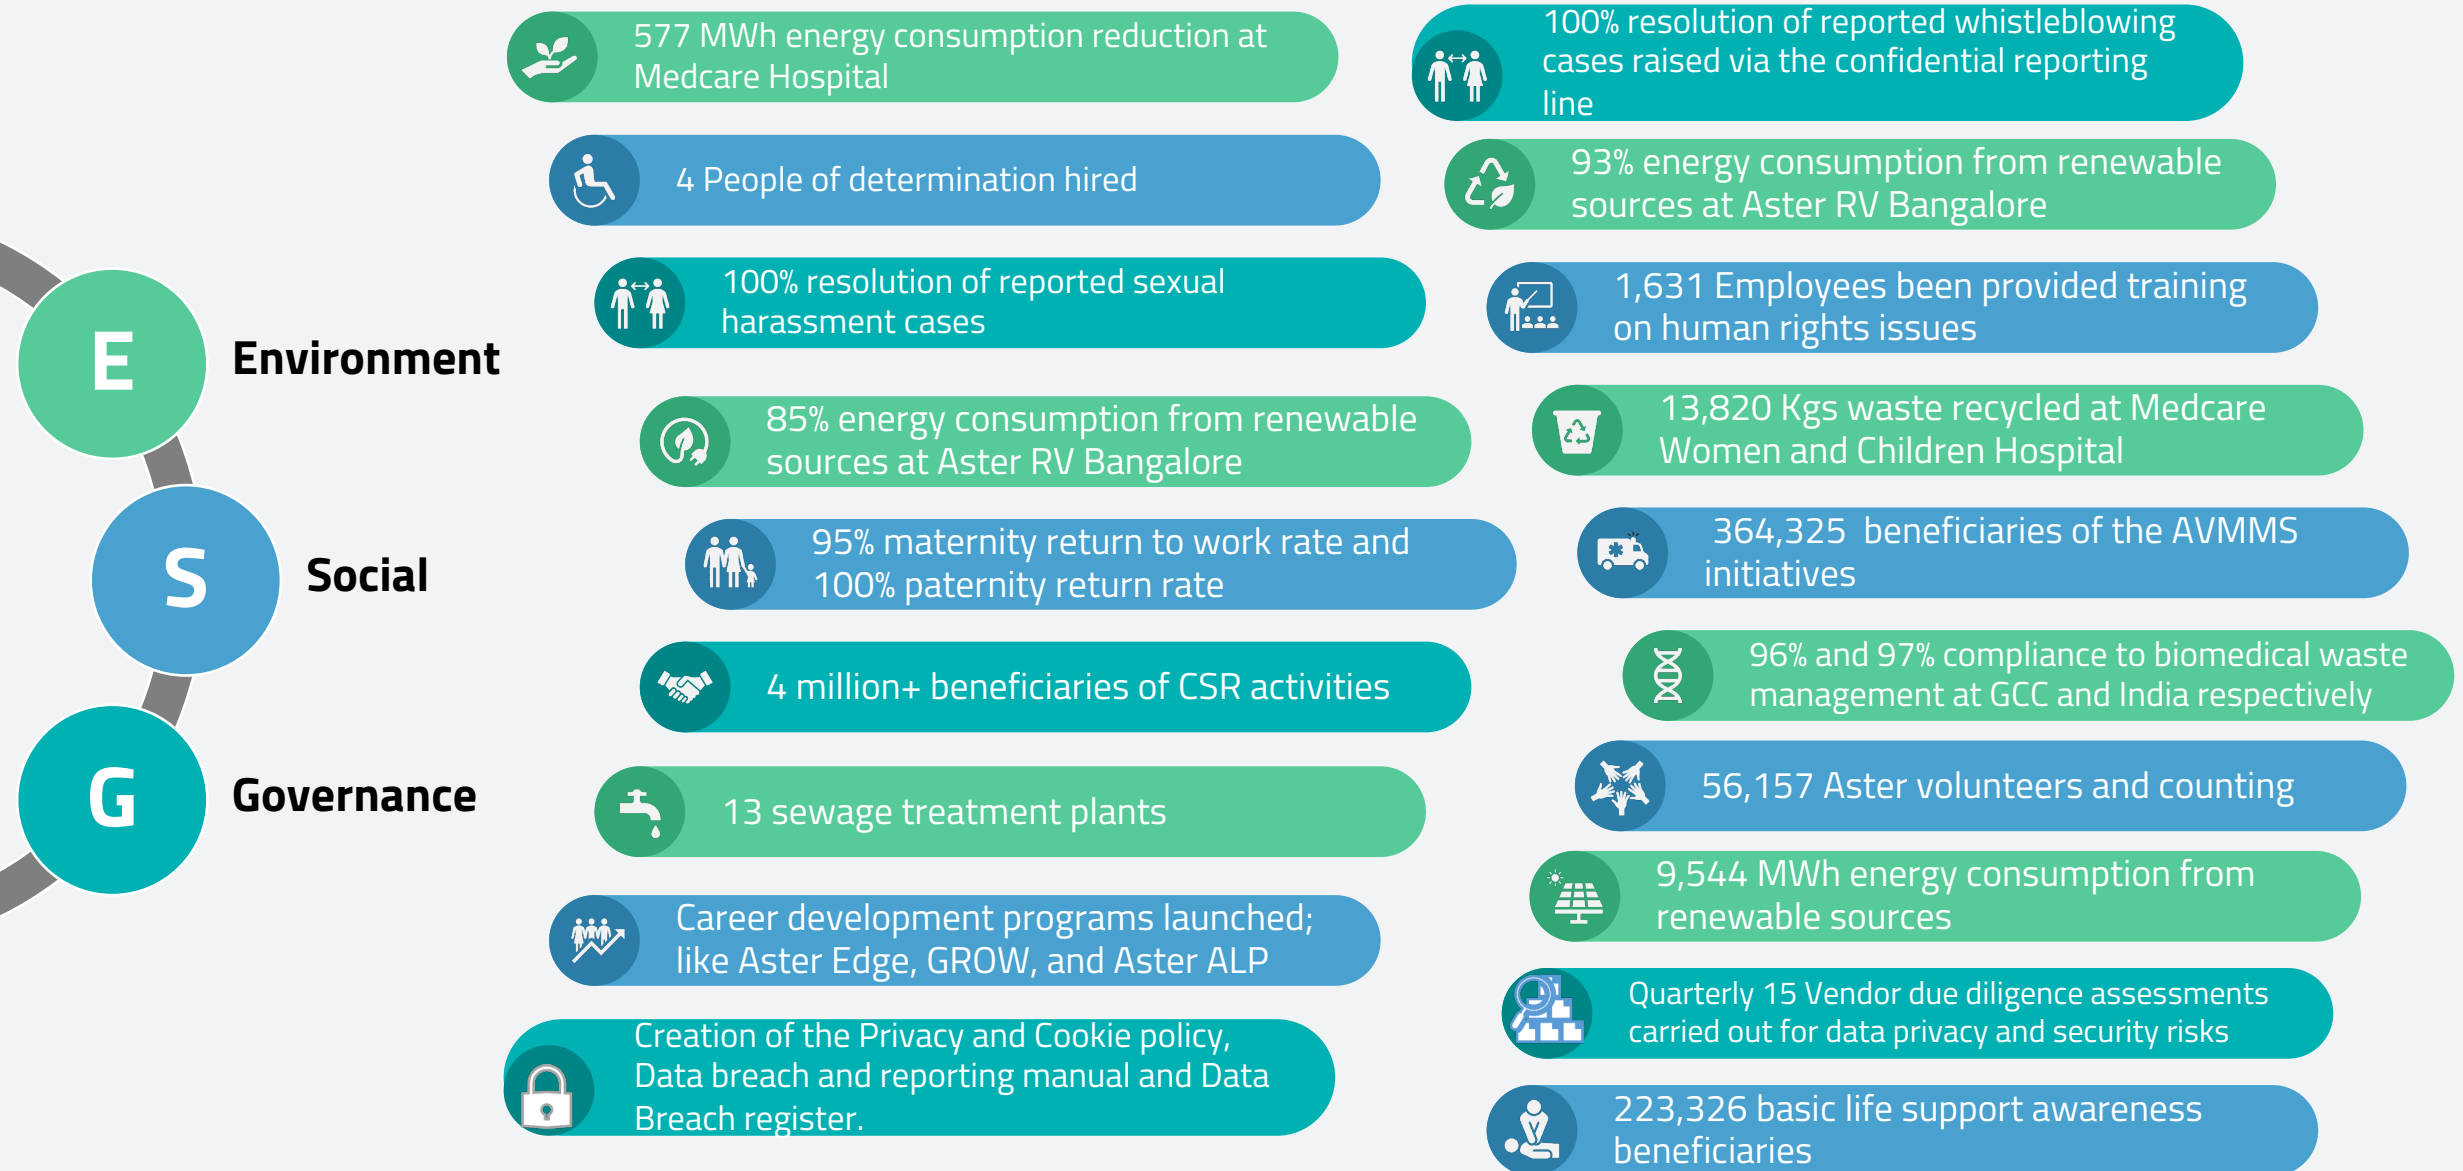 E
Environment
S
Social
G
Governance
577 MWh energy consumption reduction at
Medcare Hospital
4 People of determination hired
100% resolution of reported sexual
harassment cases
85% energy consumption from renewable
sources at Aster RV Bangalore
95% maternity return to work rate and
100% paternity return rate
4 million+ beneficiaries of CSR activities
13 sewage treatment plants
Career development programs launched;
like Aster Edge, GROW, and Aster ALP
Creation of the Privacy and Cookie policy,
Data breach and reporting manual and Data
Breach register.
100% resolution of reported whistleblowing
cases raised via the confidential reporting
line
93% energy consumption from renewable
sources at Aster RV Bangalore
1,631 Employees been provided training
on human rights issues
13,820 Kgs waste recycled at Medcare
Women and Children Hospital
364,325 beneficiaries of the AVMMS
initiatives
96% and 97% compliance to biomedical waste
management at GCC and India respectively
56,157 Aster volunteers and counting
9,544 MWh energy consumption from
renewable sources
Quarterly 15 Vendor due diligence assessments
carried out for data privacy and security risks
223,326 basic life support awareness
beneficiaries